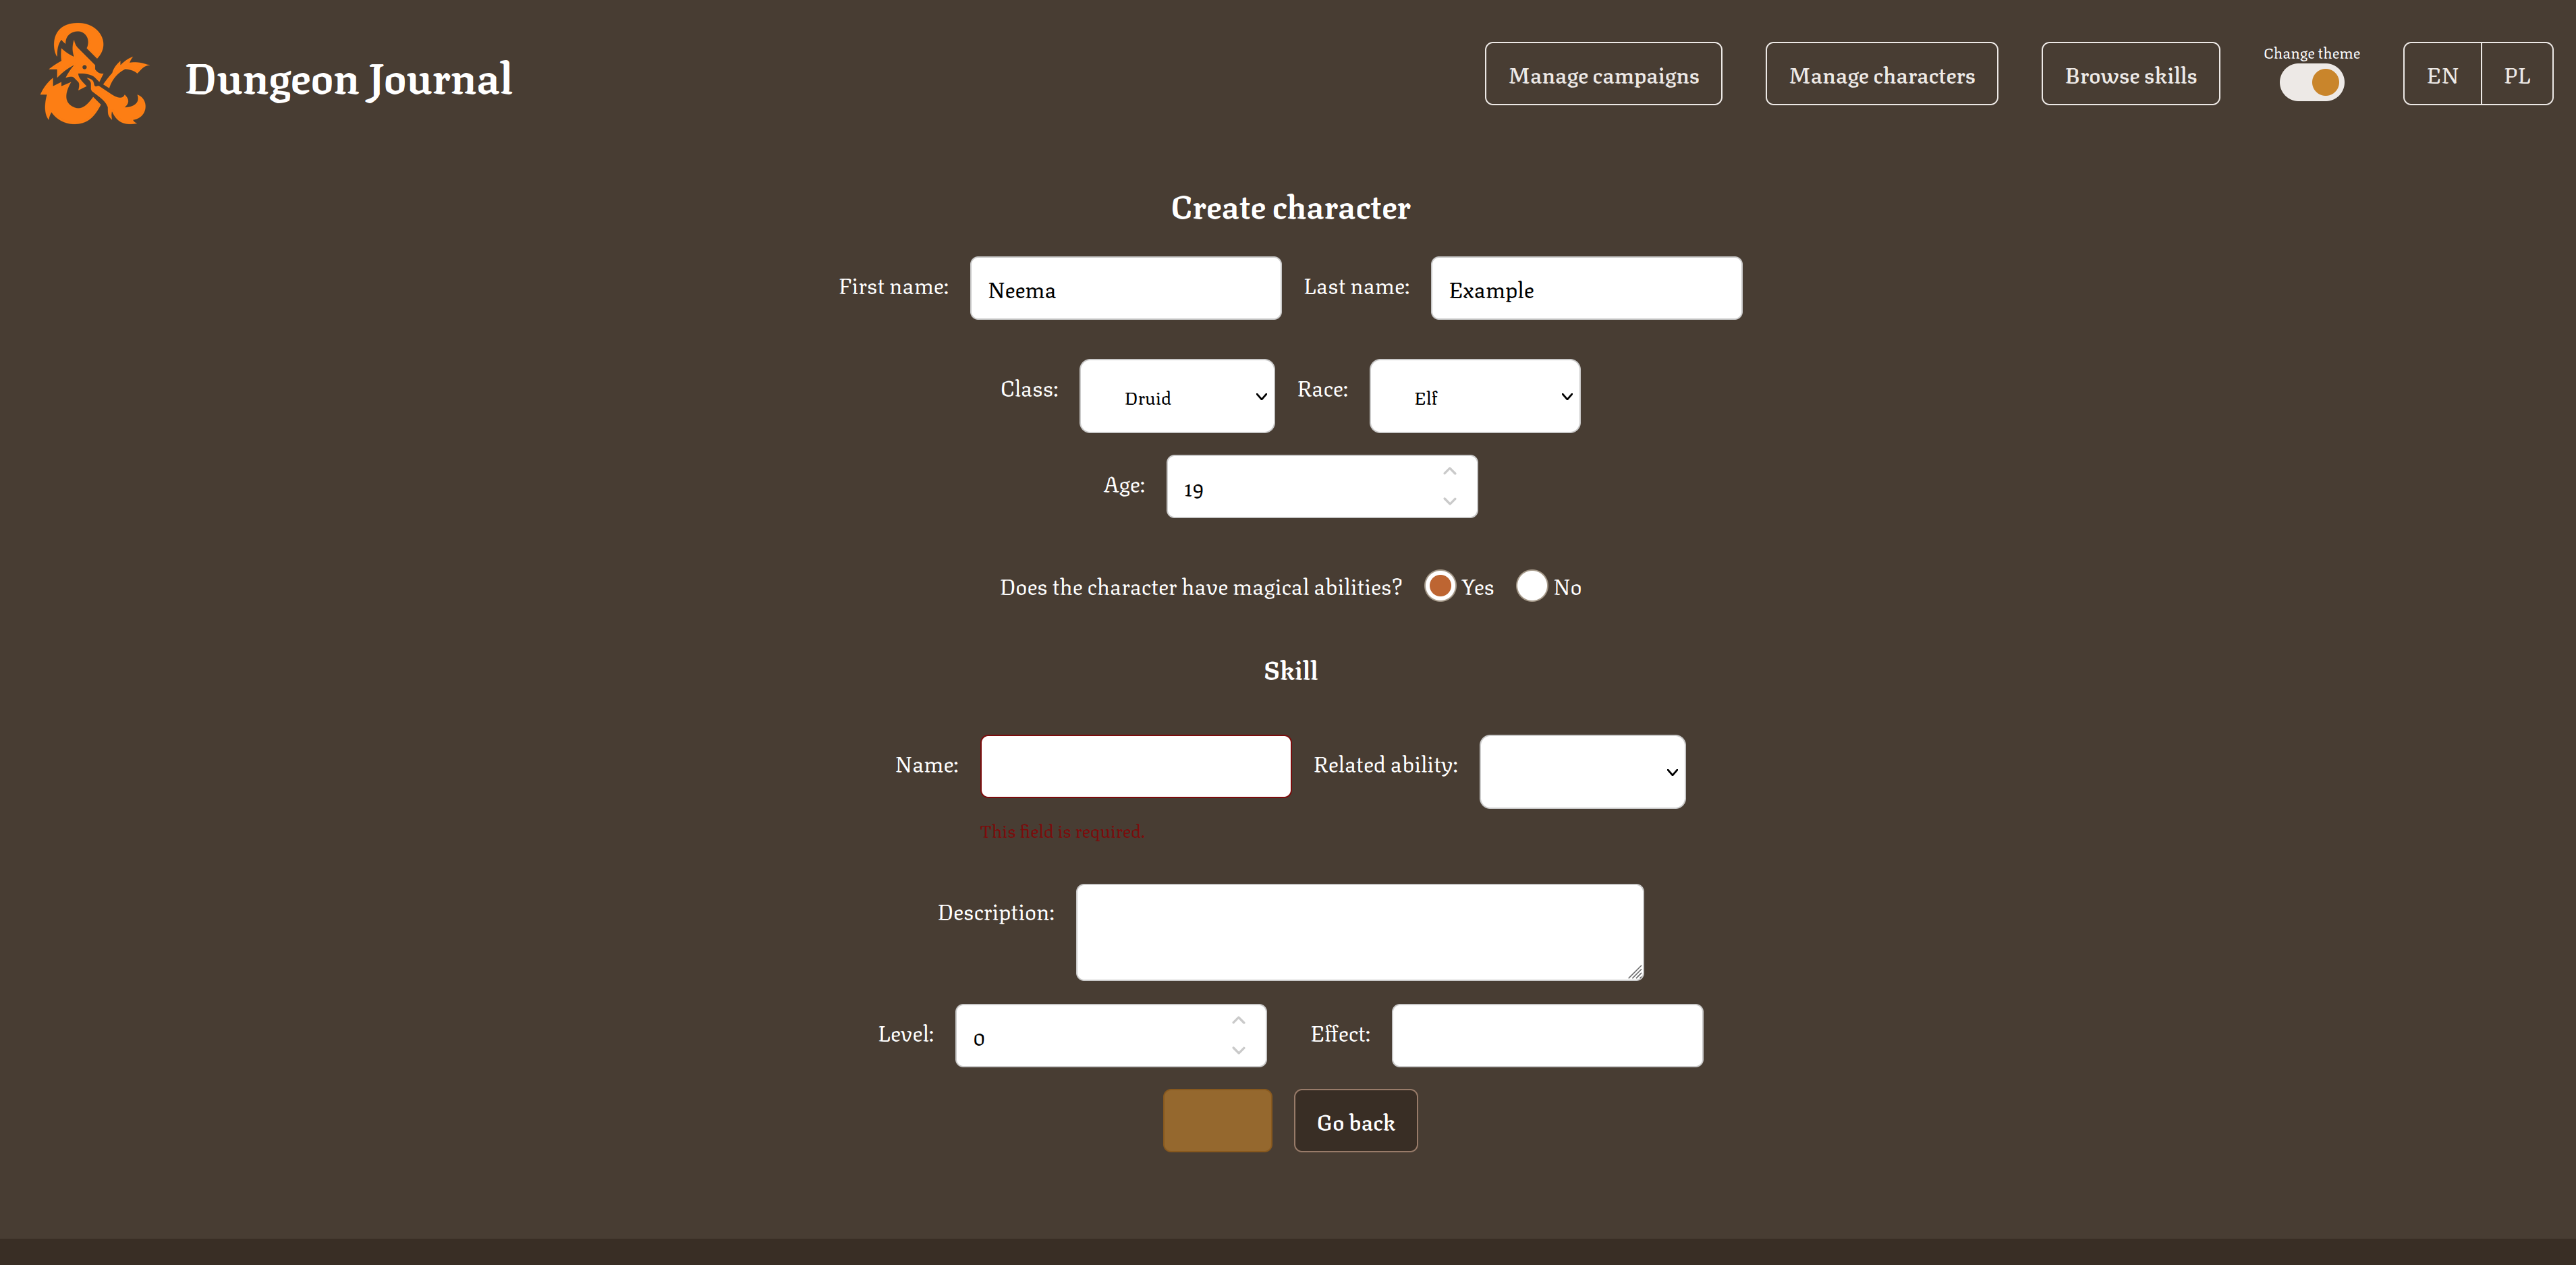 Dungeon Journal
Manage campaigns
Manage characters
Browse skills
Change theme
EN
PL
Create character
First name:
Neema
Last name:
Example
Class:
Druid
Race:
Elf
Age:
19
Does the character have magical abilities?
Yes
No
Skill
Name:
Related ability:
This field is required.
Description:
Level:
0
Effect:
Go back